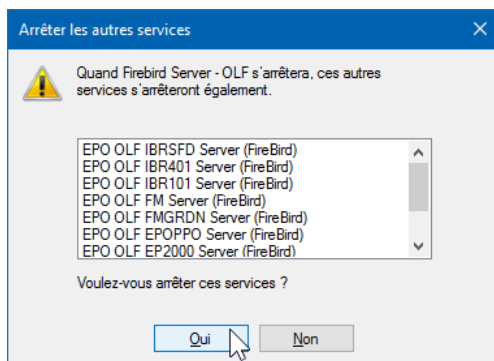 Arrêter les autres services
Quand Firebird Server - OLF s'arrêtera, ces autres
services s'arrêteront également.
EPO OLF IBRSFD Server (FireBird)
EPO OLF IBR401 Server (FireBird)
EPO OLF IBR101 Server (FireBird)
EPO OLF FM Server (FireBird)
EPO OLF FMGRDN Server (FireBird)
EPO OLF EPOPPO Server (FireBird)
EPO OLF EP2000 Server (FireBird)
Voulez-vous arrêter ces services ?
Oui
Non